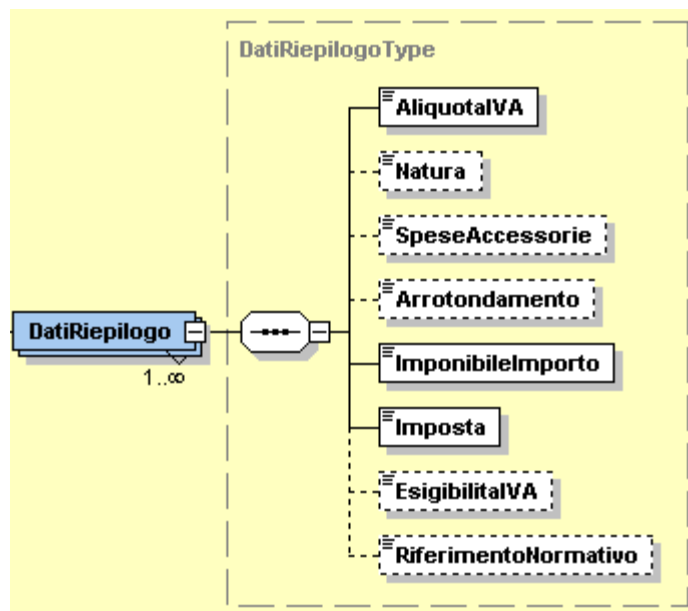 DatiRiepilogoType
AliquotaIVA
Natura
SpeseAccessorie
Arrotondamento
DatiRiepilogo
1..∞
ImponibileImporto
Imposta
EsigibilitaIVA
RiferimentoNormativo